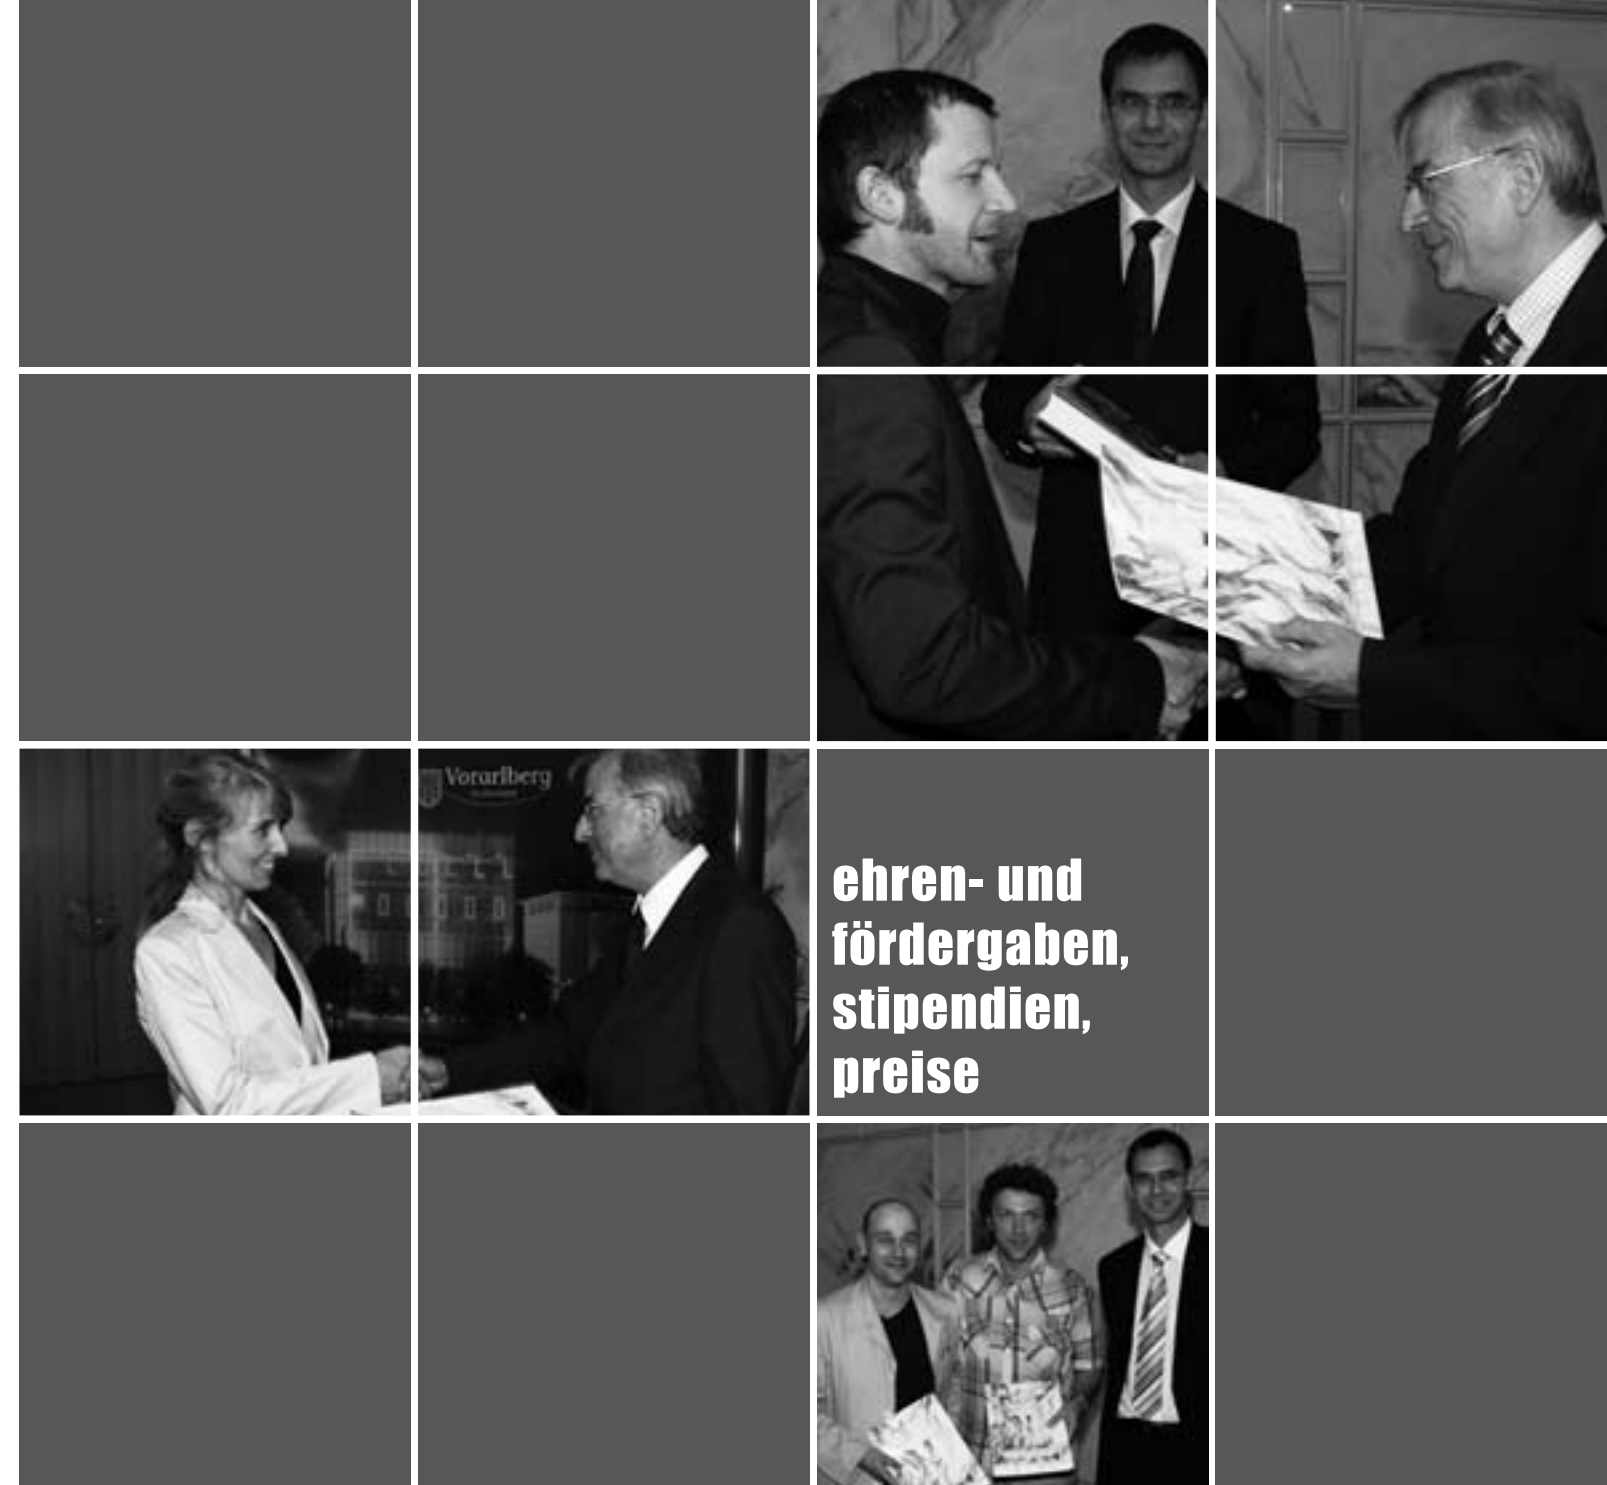 Vorarlberg
ehren- und
fördergaben,
stipendien,
preise